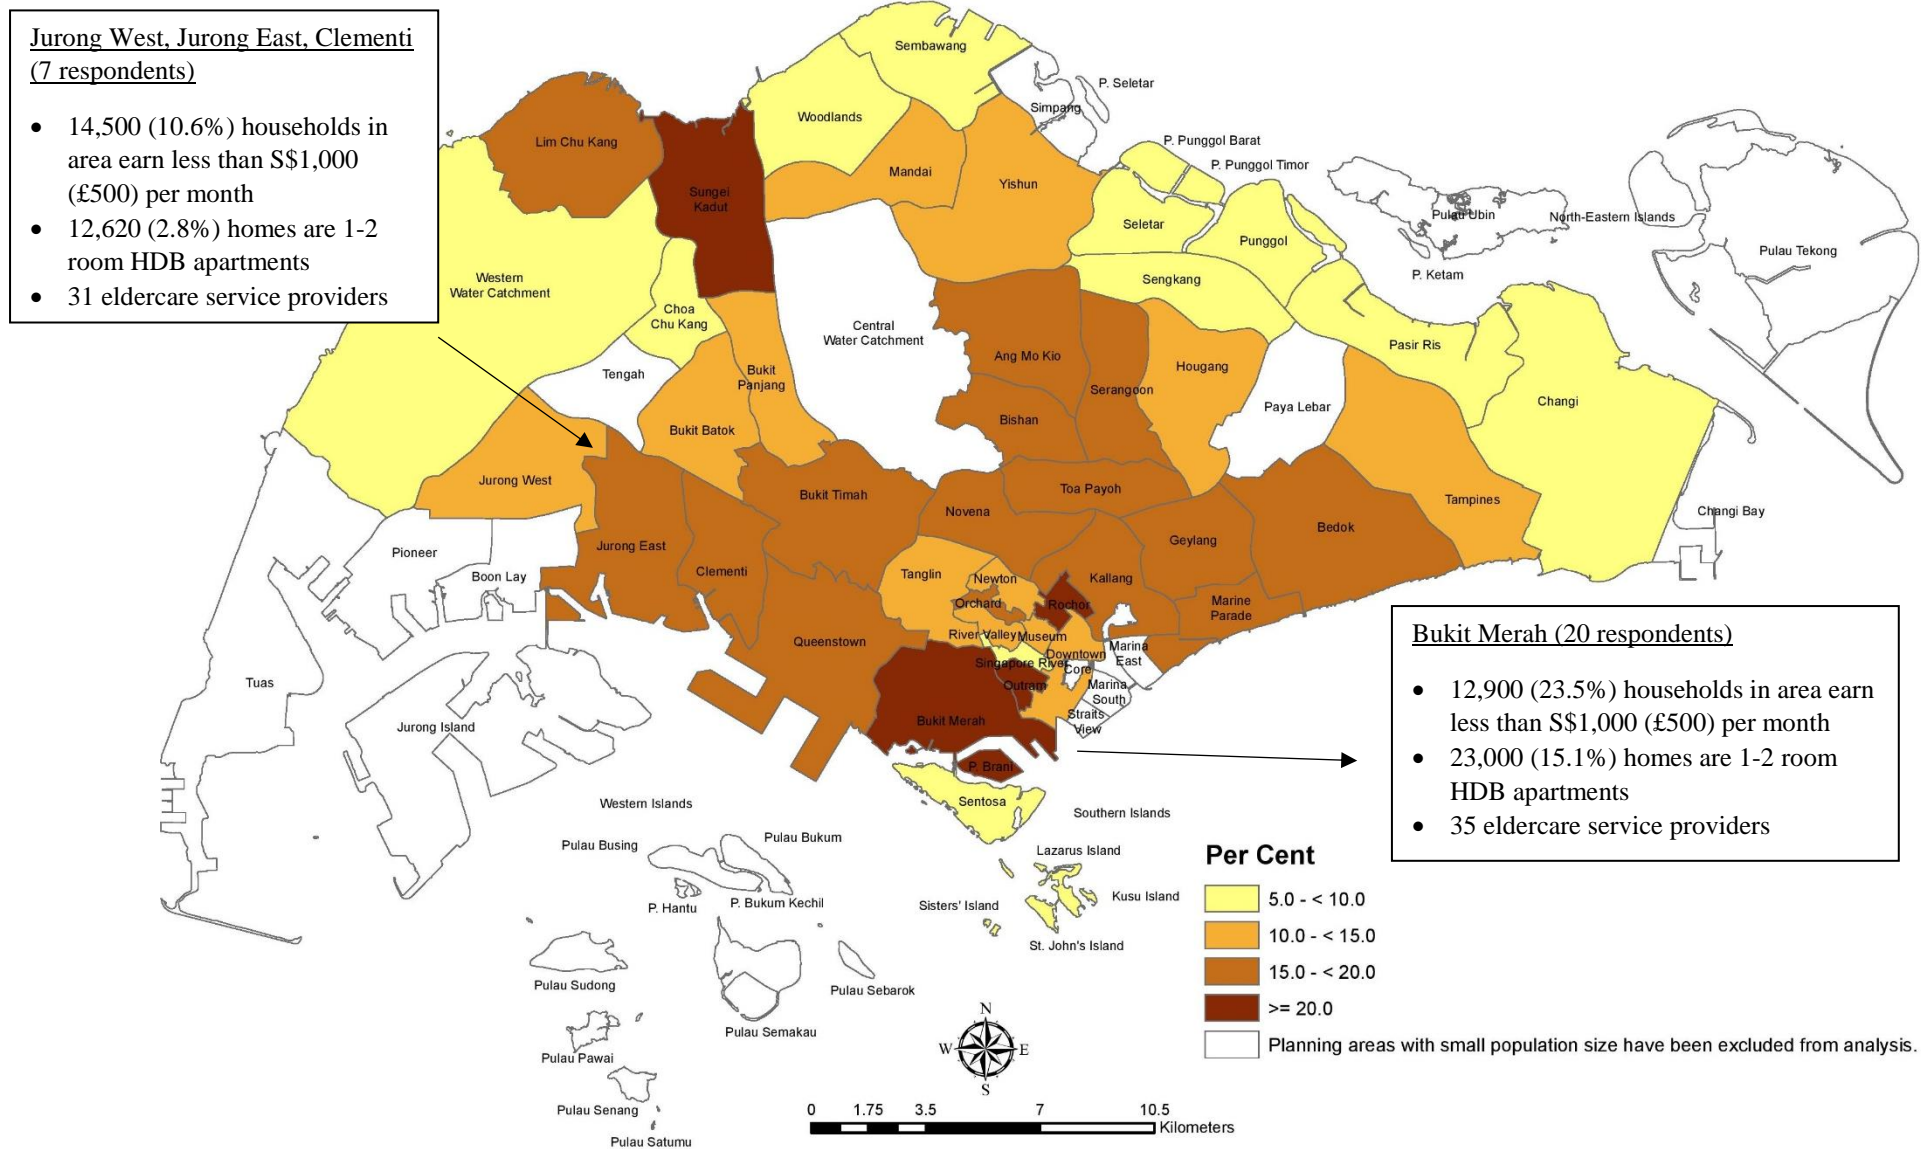 Jurong West, Jurong East, Clementi
(7 respondents)
• 14,500 (10.6%) households in
area earn less than S$1,000
(£500) per month
• 12,620 (2.8%) homes are 1-2
room HDB apartments
• 31 eldercare service providers
Sembawang
Woodlands
Simpang
P. Seletar
Lim Chu Kang
Sungei
Kadut
Mandai
Yishun
P. Punggol Barat
P. Punggol Timor
Seletar
Punggol
Pulau Ubin
North-Eastern Islands
Pulau Tekong
P. Ketam
Western
Water Catchment
Choa
Chu Kang
Sengkang
Central
Water Catchment
Tengah
Bukit
Panjang
Ang Mo Kio
Serangoon
Hougang
Pasir Ris
Paya Lebar
Changi
Bukit Batok
Bishan
Jurong West
Bukit Timah
Toa Payoh
Novena
Tampines
Changi Bay
Bedok
Geylang
Pioneer
Boon Lay
Jurong East
Clementi
Tanglin
Newton
Kallang
Orchard
Rochor
Marine
Parade
Queenstown
River Valley
Museum
Downtown
Core
Marina
East
Singapore River
Outram
Marina
South
Straits
View
Bukit Merah
P. Brani
Sentosa
Tuas
Jurong Island
Bukit Merah (20 respondents)
• 12,900 (23.5%) households in area earn
less than S$1,000 (£500) per month
• 23,000 (15.1%) homes are 1-2 room
HDB apartments
• 35 eldercare service providers
Western Islands
Southern Islands
Pulau Busing
Pulau Bukum
P. Hantu
P. Bukum Kechil
Lazarus Island
Kusu Island
Sisters' Island
St. John's Island
Pulau Sudong
Pulau Sebarok
Pulau Semakau
Pulau Pawai
Pulau Senang
Pulau Satumu
Per Cent
5.0 - < 10.0
10.0 - < 15.0
15.0 - < 20.0
>= 20.0
Planning areas with small population size have been excluded from analysis.
N
W E
S
0 1.75 3.5 7 10.5
Kilometers